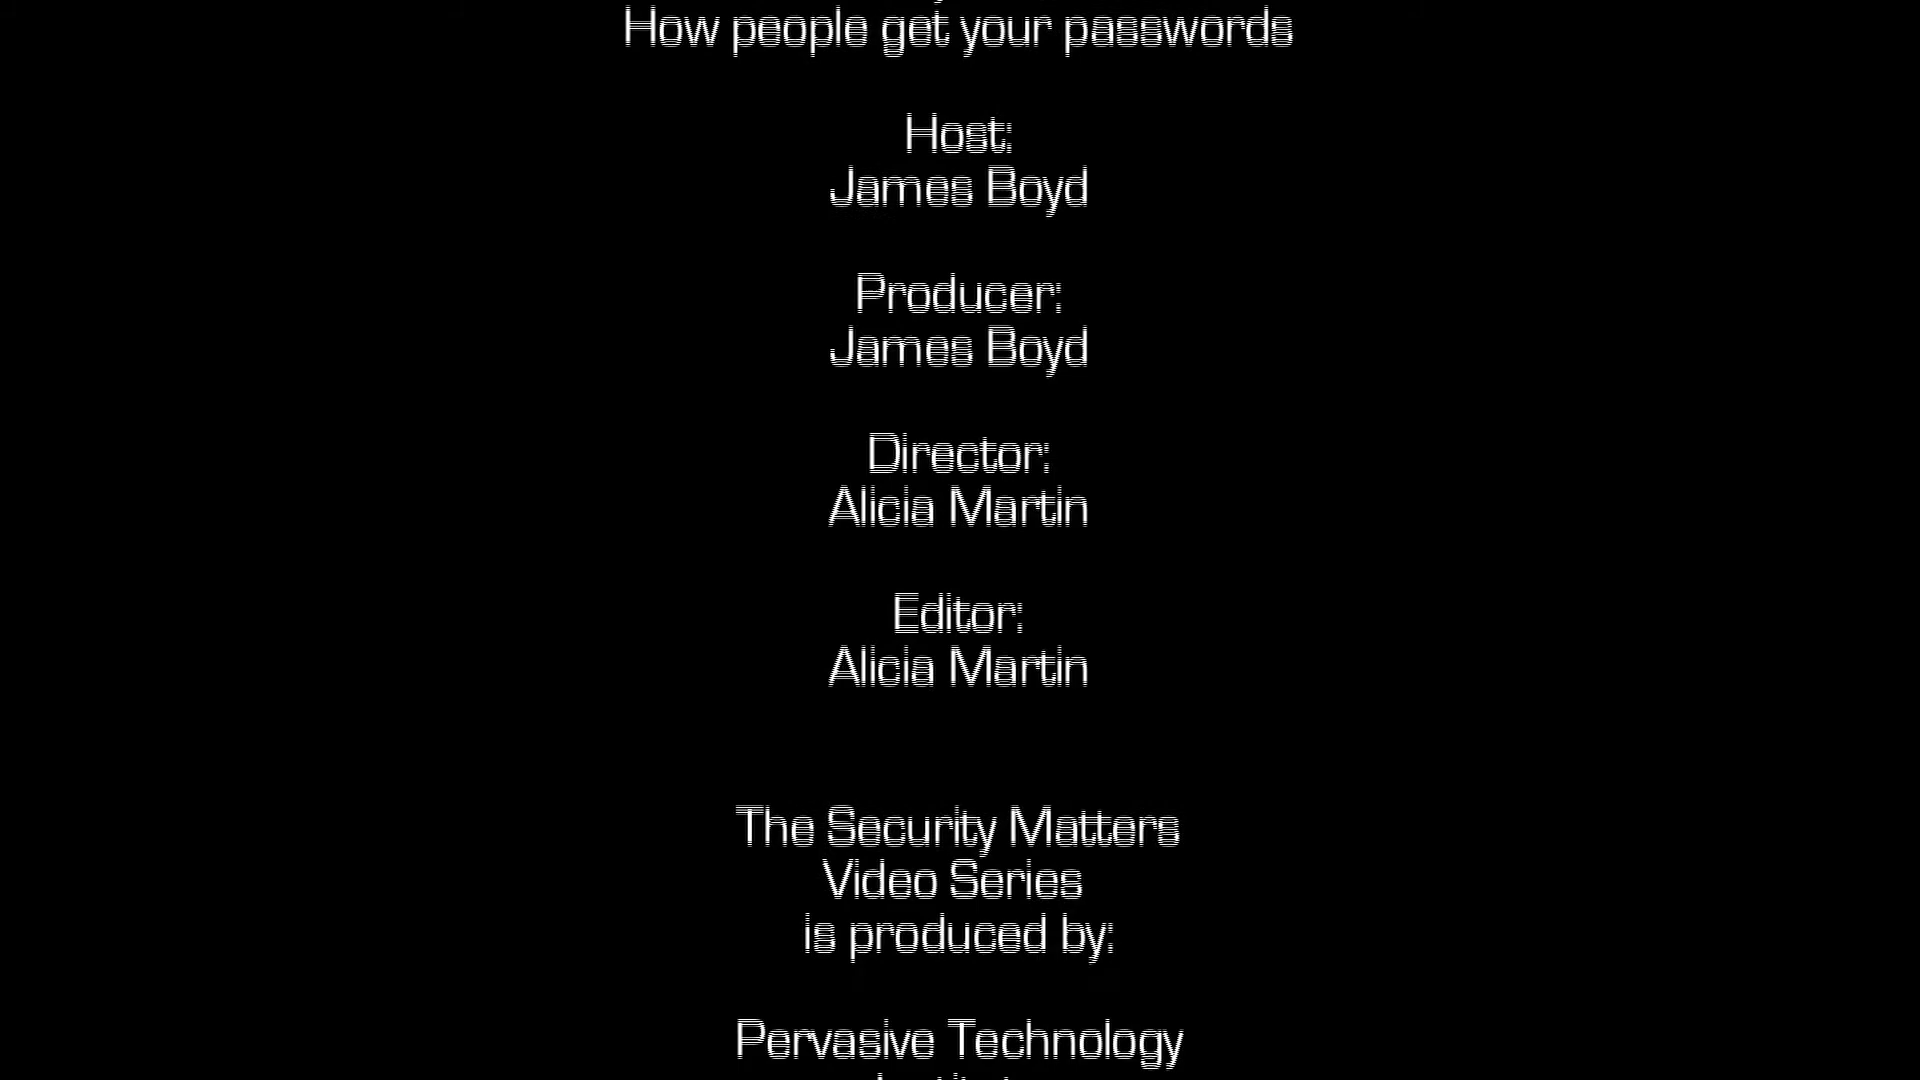 How people get your passwords
Host:
James Boyd
Producer:
James Boyd
Director:
Alicia Martin
Editor:
Alicia Martin
The Security Matters
Video Series
is produced by:
Pervasive Technology